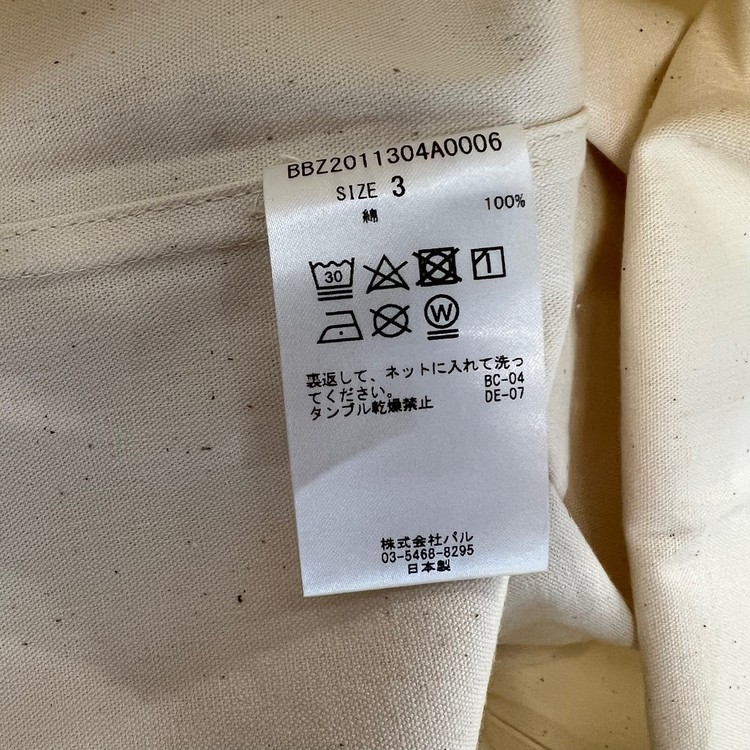 BBZ2011304A0006
SIZE 3
綿 100%
30
W
裏返して、ネットに入れて洗っ
てください。 BC-04
タンブル乾燥禁止 DE-07
株式会社パル
03-5468-8295
日本製